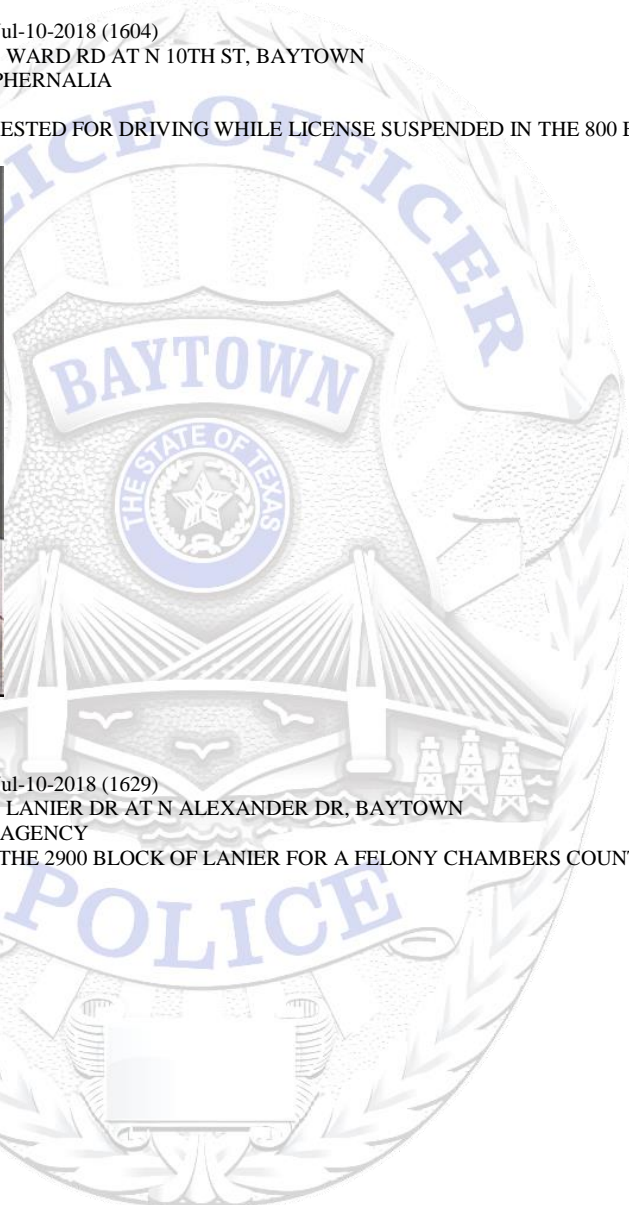 ul-10-2018 (1604)
WARD RD AT N 10TH ST, BAYTOWN
PHERNALIA
ESTED FOR DRIVING WHILE LICENSE SUSPENDED IN THE 800 B
LICE OFFICER
BAYTOWN
THE STATE OF TEXAS
ul-10-2018 (1629)
LANIER DR AT N ALEXANDER DR, BAYTOWN
AGENCY
THE 2900 BLOCK OF LANIER FOR A FELONY CHAMBERS COUNT
POLICE